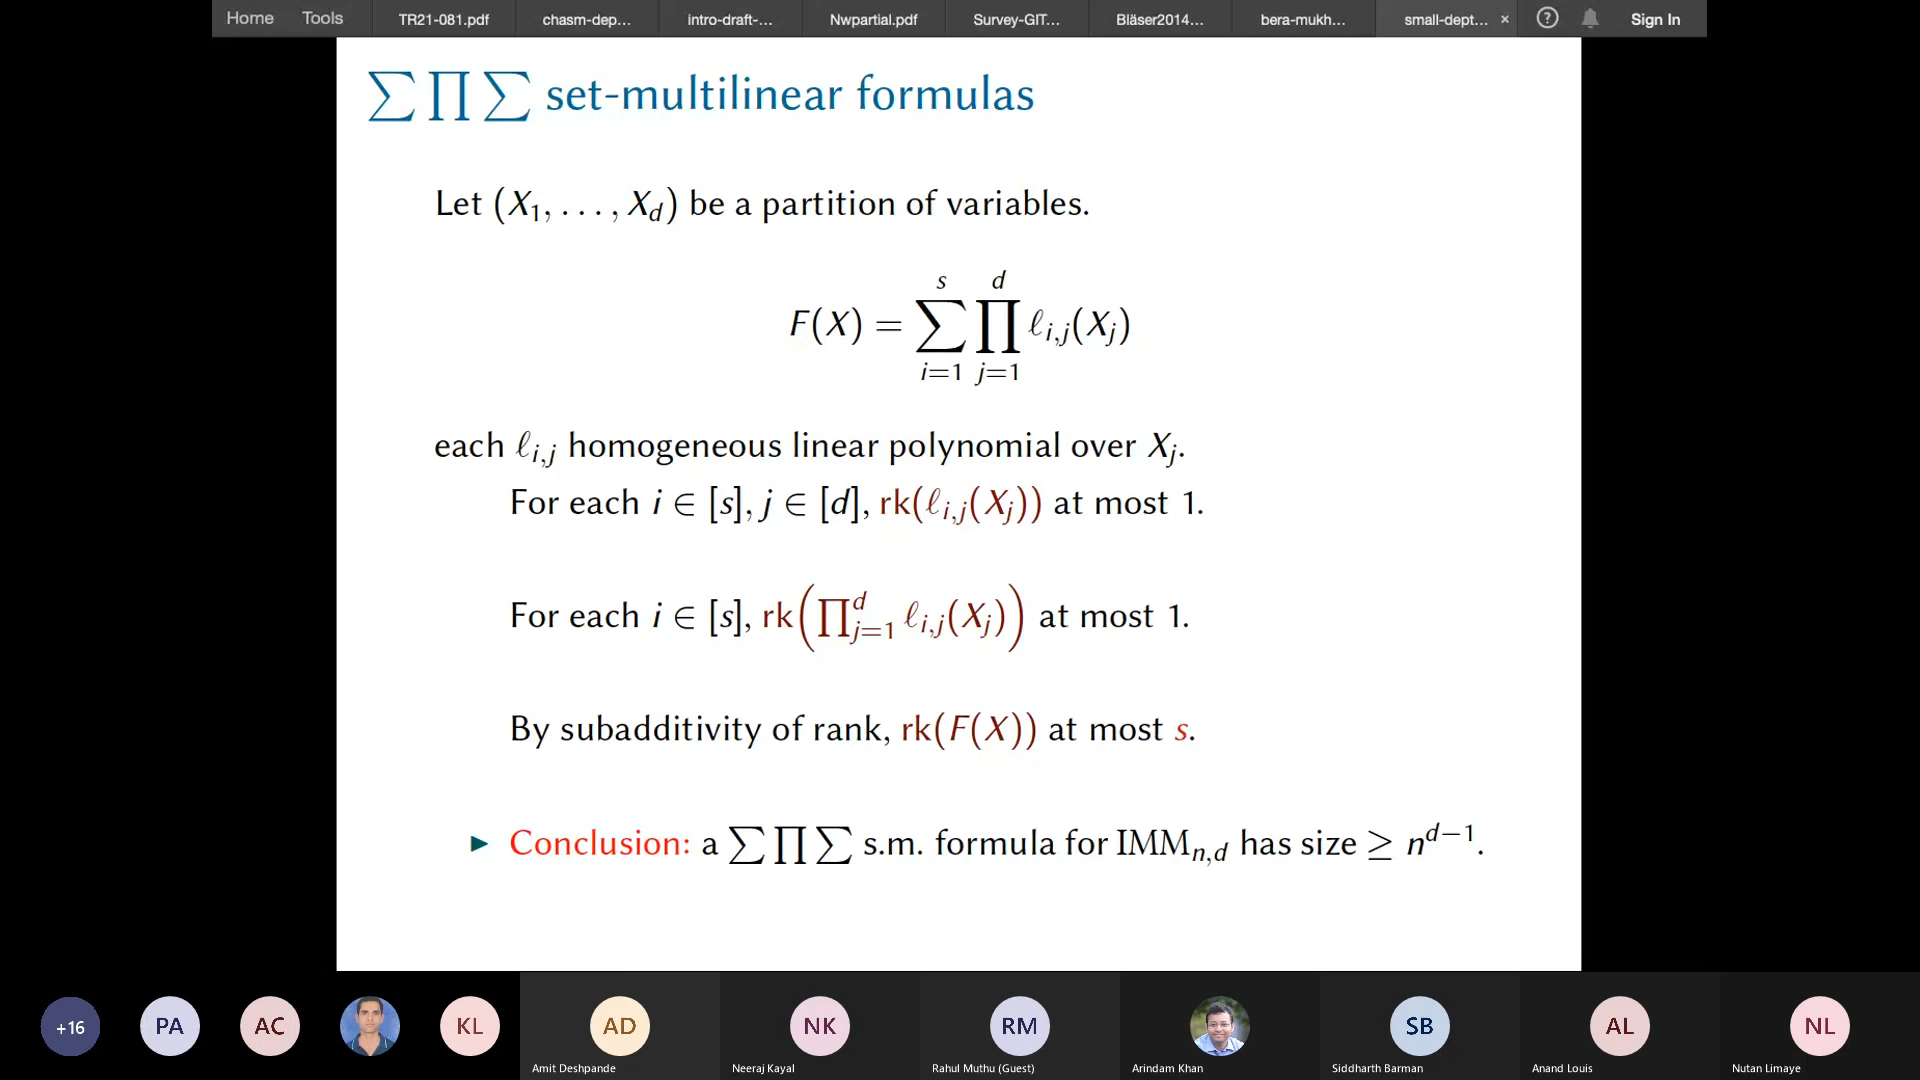 Home Tools TR21-081.pdf chasm-dep... intro-draft-... Nwpartial.pdf Survey-GIT... Bläser2014... bera-mukh... small-dept... × ? Sign In
∑∏∑ set-multilinear formulas
Let (X₁, . . . , X_d) be a partition of variables.
F(X) = ∑_{i=1}^{s} ∏_{j=1}^{d} ℓ_{i,j}(X_j)
each ℓ_{i,j} homogeneous linear polynomial over X_j.
For each i ∈ [s], j ∈ [d], rk(ℓ_{i,j}(X_j)) at most 1.
For each i ∈ [s], rk(∏_{j=1}^{d} ℓ_{i,j}(X_j)) at most 1.
By subadditivity of rank, rk(F(X)) at most s.
► Conclusion: a ∑∏∑ s.m. formula for IMM_{n,d} has size ≥ n^{d−1}.
+16 PA AC KL AD NK RM SB AL NL
Amit Deshpande Neeraj Kayal Rahul Muthu (Guest) Arindam Khan Siddharth Barman Anand Louis Nutan Limaye